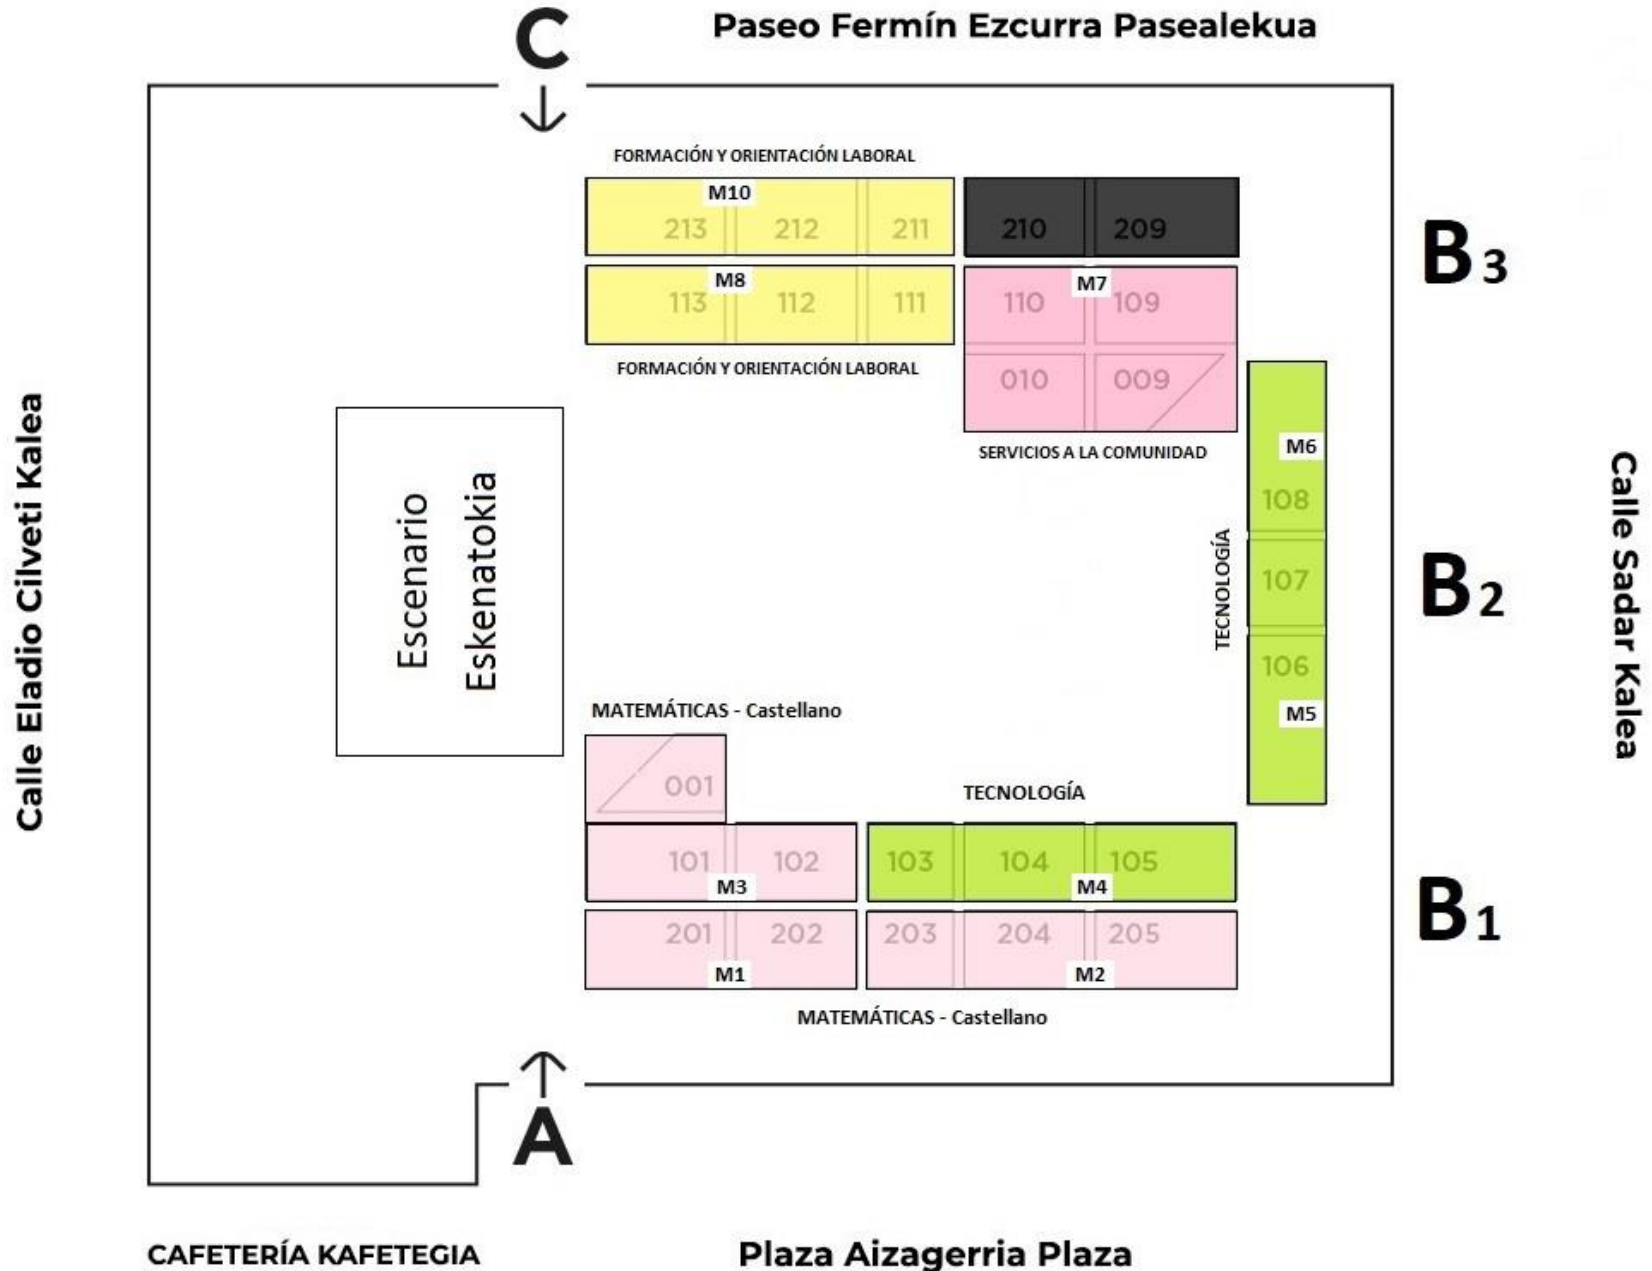 C
Paseo Fermín Ezcurra Pasealekua
FORMACIÓN Y ORIENTACIÓN LABORAL
M10
213 212 211 210 209
B3
M8 M7
113 112 111 110 109
FORMACIÓN Y ORIENTACIÓN LABORAL
010 009
SERVICIOS A LA COMUNIDAD
M6
108
107
106
M5
TECNOLOGÍA
B2
Calle Eladio Cilveti Kalea
Calle Sadar Kalea
Escenario
Eskenatokia
MATEMÁTICAS - Castellano
001
TECNOLOGÍA
101 102 103 104 105
M3 M4
B1
201 202 203 204 205
M1 M2
MATEMÁTICAS - Castellano
A
CAFETERÍA KAFETEGIA
Plaza Aizagerria Plaza